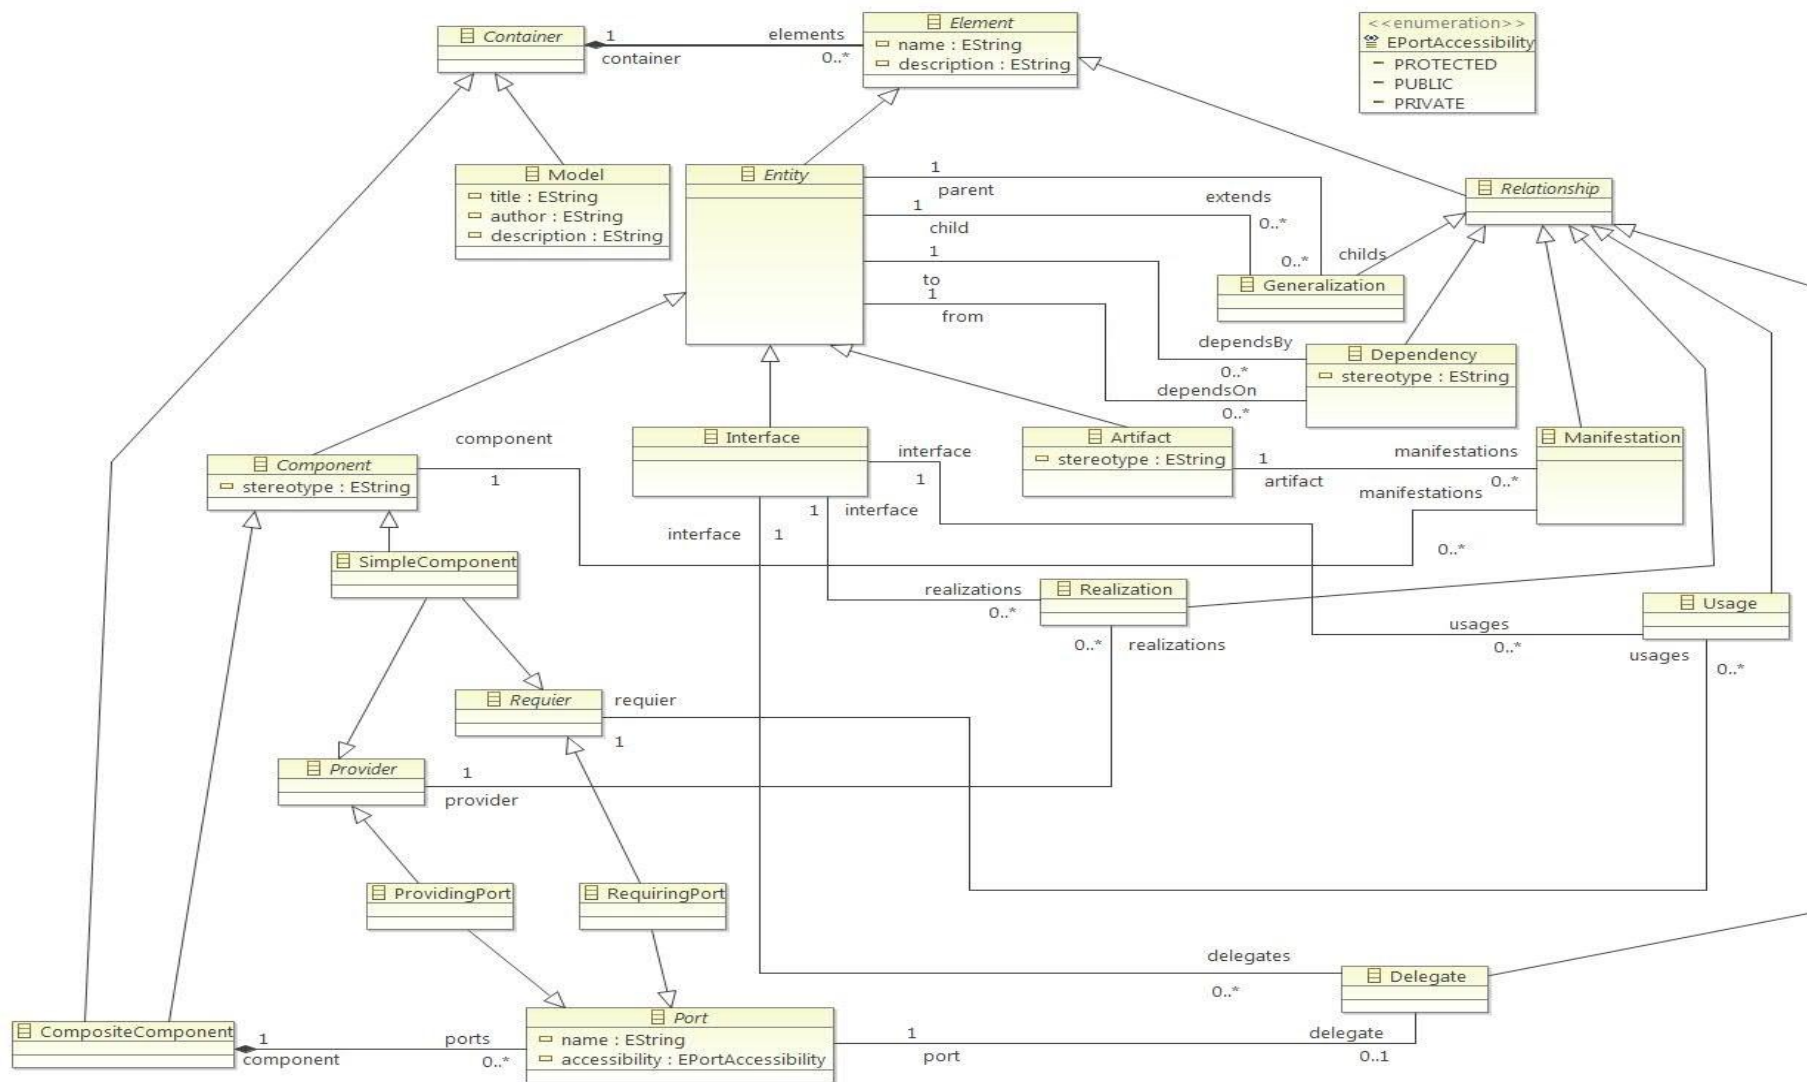 Container
1
container
elements
0..*
Element
name : EString
description : EString
<<enumeration>>
EPortAccessibility
PROTECTED
PUBLIC
PRIVATE
Model
title : EString
author : EString
description : EString
Entity
1
parent
extends
0..*
1
child
childs
0..*
1
to
dependsBy
0..*
1
from
dependsOn
0..*
Relationship
Generalization
Dependency
stereotype : EString
Component
stereotype : EString
component
1
Interface
interface
1
interface
1
interface
1
Artifact
stereotype : EString
1
artifact
manifestations
0..*
manifestations
0..*
Manifestation
SimpleComponent
realizations
0..*
Realization
0..*
realizations
usages
0..*
Usage
usages
0..*
Requier
requier
1
Provider
1
provider
ProvidingPort
RequiringPort
delegates
0..*
Delegate
CompositeComponent
1
component
ports
0..*
Port
name : EString
accessibility : EPortAccessibility
1
port
delegate
0..1